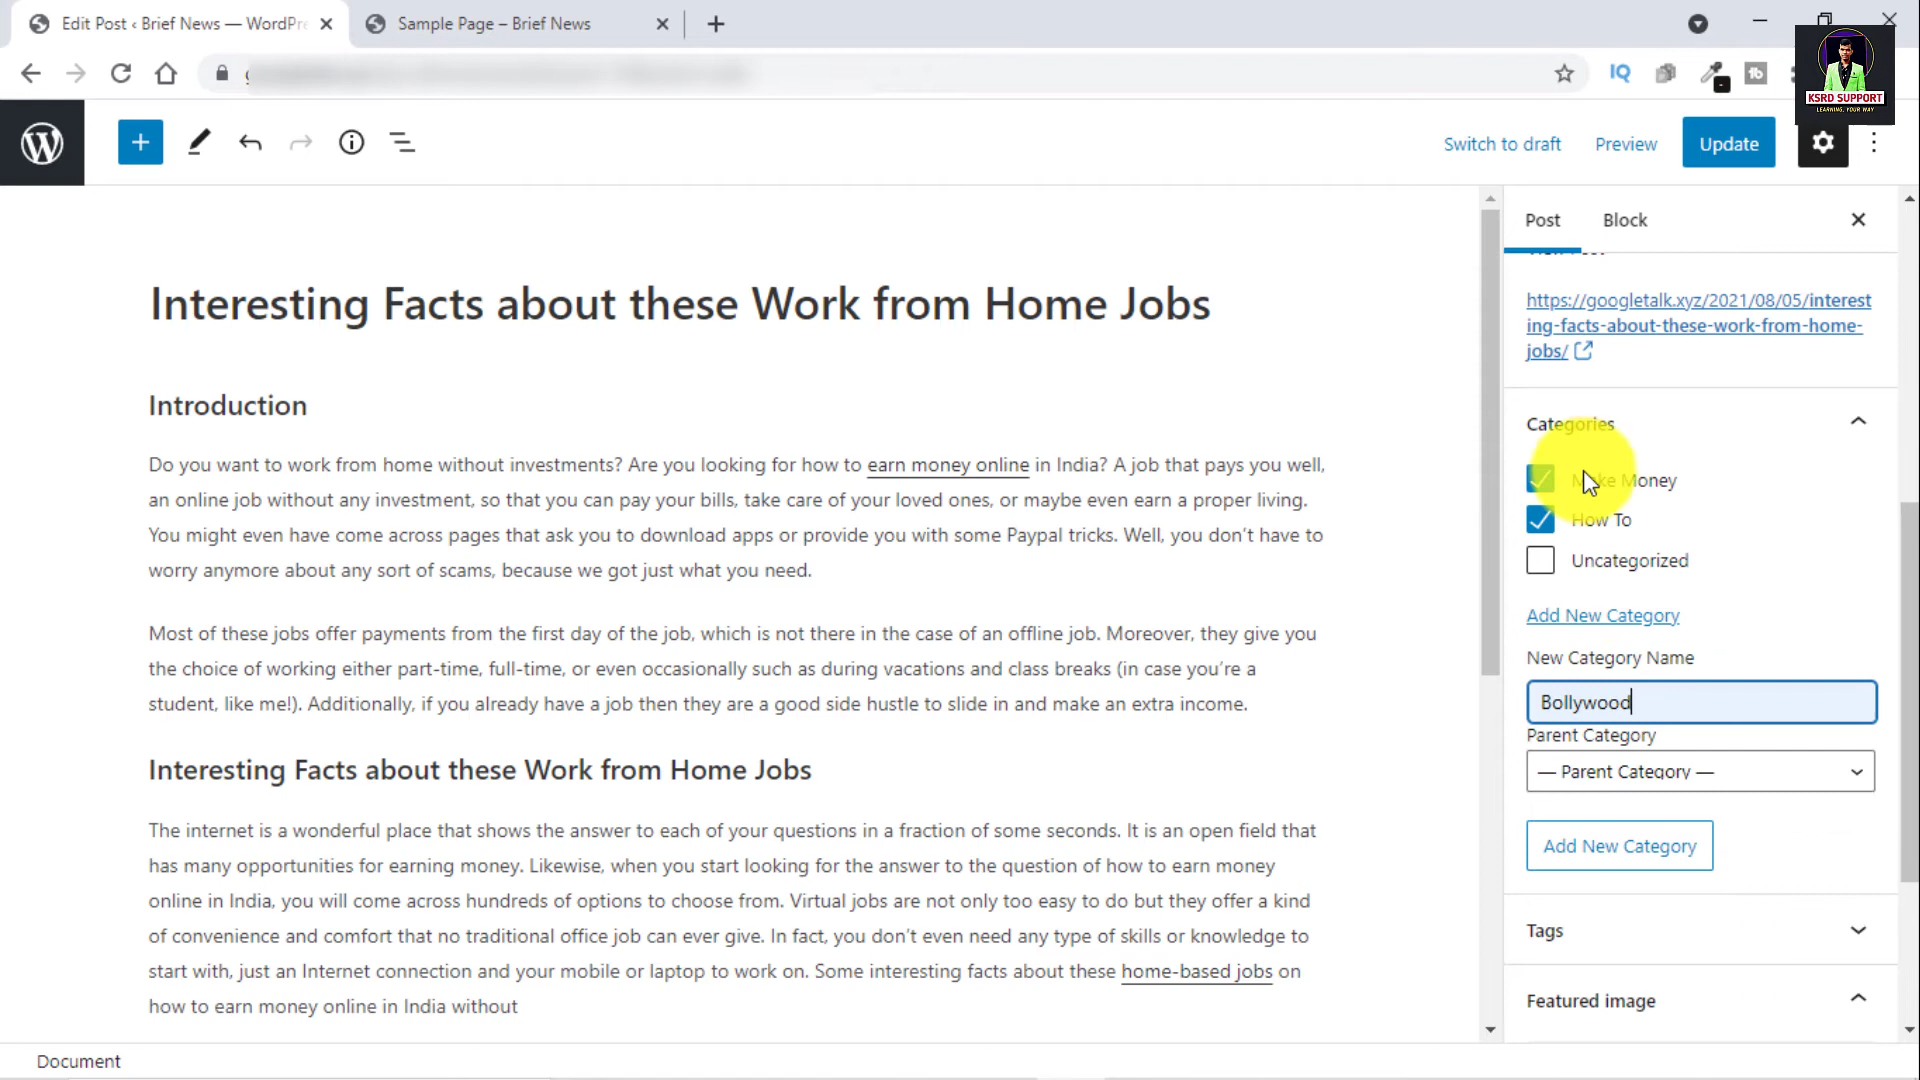 Edit Post ‹ Brief News — WordPre
Sample Page – Brief News
IQ
tb
KSRD SUPPORT
LEARNING, YOUR WAY
Switch to draft
Preview
Update
Post
Block
https://googletalk.xyz/2021/08/05/interest
ing-facts-about-these-work-from-home-
jobs/
Categories
Make Money
How To
Uncategorized
Add New Category
New Category Name
Bollywood
Parent Category
— Parent Category —
Add New Category
Tags
Featured image
Interesting Facts about these Work from Home Jobs
Introduction
Do you want to work from home without investments? Are you looking for how to earn money online in India? A job that pays you well,
an online job without any investment, so that you can pay your bills, take care of your loved ones, or maybe even earn a proper living.
You might even have come across pages that ask you to download apps or provide you with some Paypal tricks. Well, you don't have to
worry anymore about any sort of scams, because we got just what you need.
Most of these jobs offer payments from the first day of the job, which is not there in the case of an offline job. Moreover, they give you
the choice of working either part-time, full-time, or even occasionally such as during vacations and class breaks (in case you're a
student, like me!). Additionally, if you already have a job then they are a good side hustle to slide in and make an extra income.
Interesting Facts about these Work from Home Jobs
The internet is a wonderful place that shows the answer to each of your questions in a fraction of some seconds. It is an open field that
has many opportunities for earning money. Likewise, when you start looking for the answer to the question of how to earn money
online in India, you will come across hundreds of options to choose from. Virtual jobs are not only too easy to do but they offer a kind
of convenience and comfort that no traditional office job can ever give. In fact, you don't even need any type of skills or knowledge to
start with, just an Internet connection and your mobile or laptop to work on. Some interesting facts about these home-based jobs on
how to earn money online in India without
Document